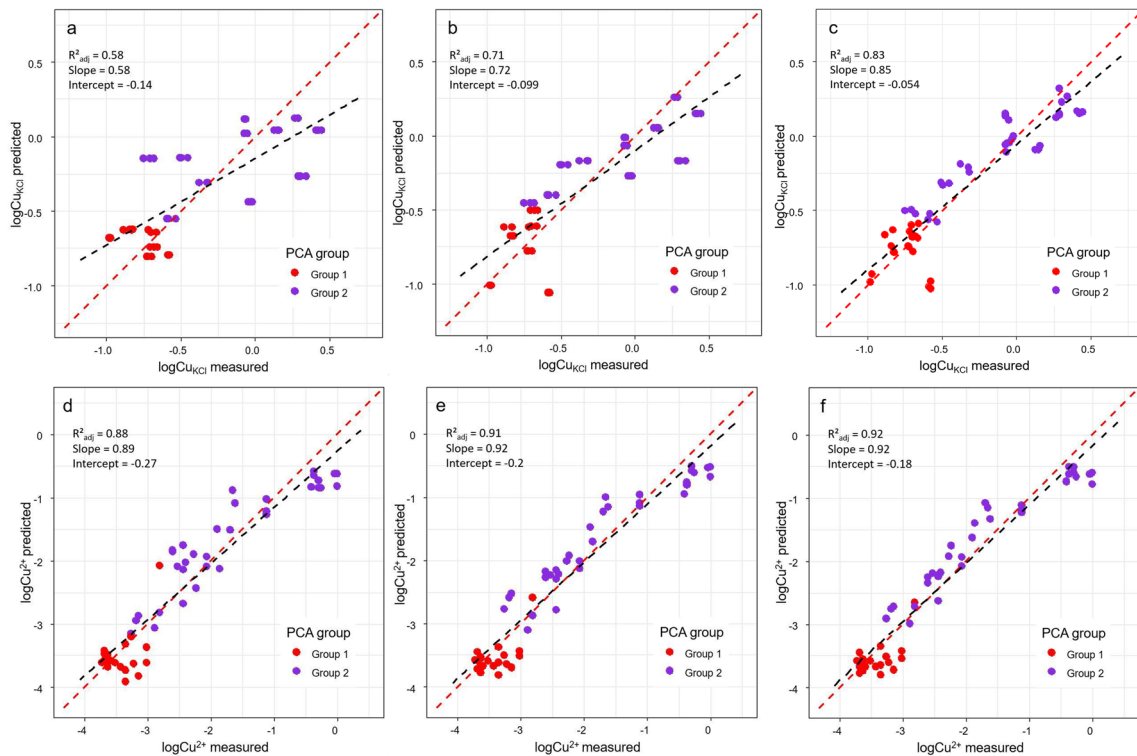 a
R²adj = 0.58
Slope = 0.58
Intercept = -0.14
0.5
0.0
-0.5
-1.0
logCuKCl predicted
PCA group
Group 1
Group 2
-1.0 -0.5 0.0 0.5
logCuKCl measured
b
R²adj = 0.71
Slope = 0.72
Intercept = -0.099
0.5
0.0
-0.5
-1.0
logCuKCl predicted
PCA group
Group 1
Group 2
-1.0 -0.5 0.0 0.5
logCuKCl measured
c
R²adj = 0.83
Slope = 0.85
Intercept = -0.054
0.5
0.0
-0.5
-1.0
logCuKCl predicted
PCA group
Group 1
Group 2
-1.0 -0.5 0.0 0.5
logCuKCl measured
d
R²adj = 0.88
Slope = 0.89
Intercept = -0.27
0
-1
-2
-3
-4
logCu²⁺ predicted
PCA group
Group 1
Group 2
-4 -3 -2 -1 0
logCu²⁺ measured
e
R²adj = 0.91
Slope = 0.92
Intercept = -0.2
0
-1
-2
-3
-4
logCu²⁺ predicted
PCA group
Group 1
Group 2
-4 -3 -2 -1 0
logCu²⁺ measured
f
R²adj = 0.92
Slope = 0.92
Intercept = -0.18
0
-1
-2
-3
-4
logCu²⁺ predicted
PCA group
Group 1
Group 2
-4 -3 -2 -1 0
logCu²⁺ measured